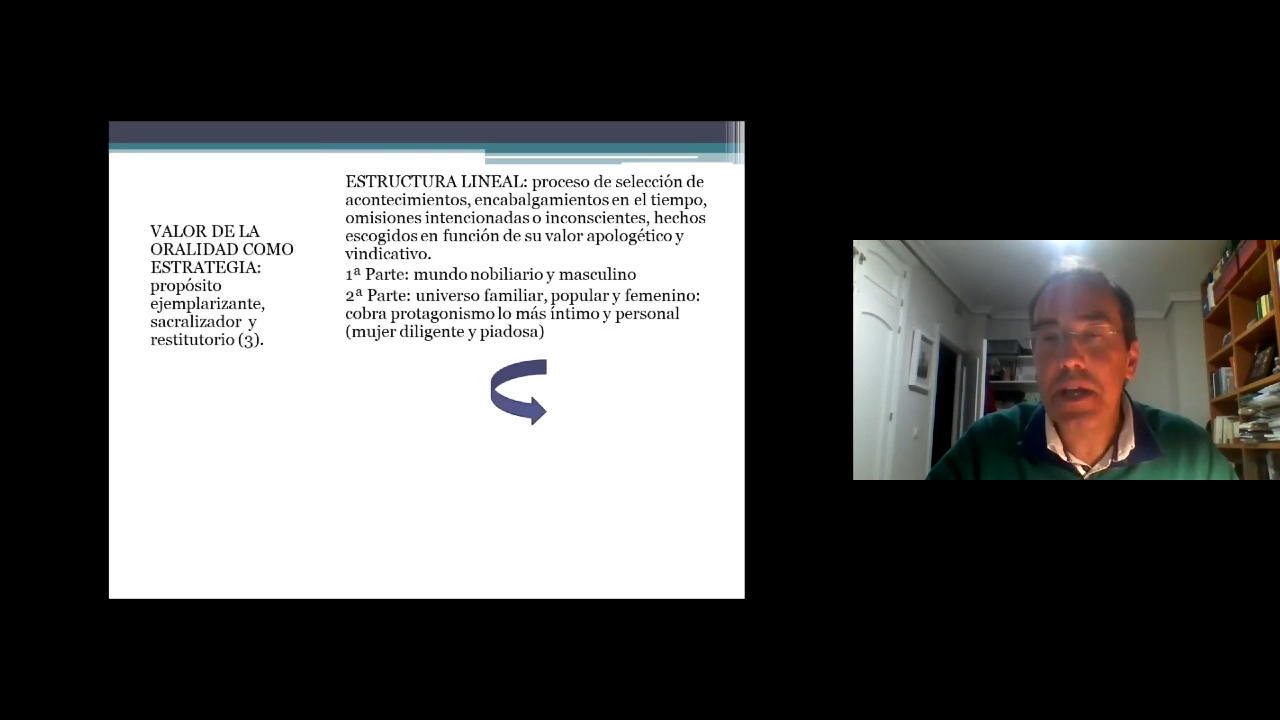 VALOR DE LA
ORALIDAD COMO
ESTRATEGIA:
propósito
ejemplarizante,
sacralizador y
restitutorio (3).
ESTRUCTURA LINEAL: proceso de selección de
acontecimientos, encabalgamientos en el tiempo,
omisiones intencionadas o inconscientes, hechos
escogidos en función de su valor apologético y
vindicativo.
1ª Parte: mundo nobiliario y masculino
2ª Parte: universo familiar, popular y femenino:
cobra protagonismo lo más íntimo y personal
(mujer diligente y piadosa)